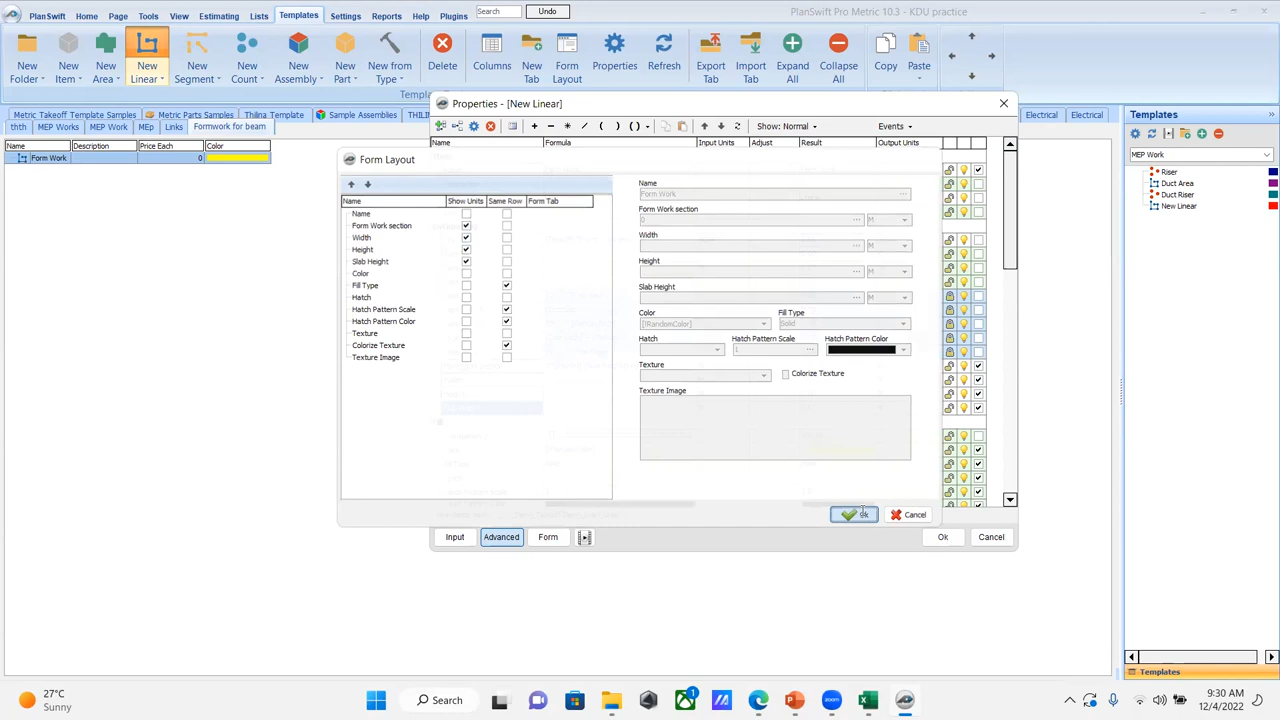 PlanSwift Home Page Tools View Estimating Lists Templates Settings Reports Help Plugins Search Undo PlanSwift Pro Metric 10.3 - KDU practice
New Folder New Item New Area New Linear New Segment New Count New Assembly New Part New from Type Delete Columns New Tab Form Layout Properties Refresh Export Tab Import Tab Expand All Collapse All Copy Paste
Metric Takeoff Template Samples Metric Parts Samples Thilina Template Sample Assemblies Electrical Electrical
thth MEP Works MEP Work MEp Links Formwork for beam
Name Description Price Each Color
Form Work 0
Properties - [New Linear]
Show: Normal Events
Name Formula Input Units Adjust Result Output Units
Form Layout
Name Show Units Same Row Form Tab
Name
Form Work section
Width
Height
Slab Height
Color
Fill Type
Hatch
Hatch Pattern Scale
Hatch Pattern Color
Texture
Colorize Texture
Texture Image
Name
Form Work
Form Work section
0 M
Width
M
Height
M
Slab Height
M
Color Fill Type
[!RandomColor] Solid
Hatch Hatch Pattern Scale Hatch Pattern Color
1
Texture
Colorize Texture
Texture Image
Ok Cancel
Input Advanced Form Ok Cancel
Templates
MEP Work
Riser
Duct Area
Duct Riser
New Linear
Templates
27°C
Sunny
Search
1
9:30 AM
12/4/2022